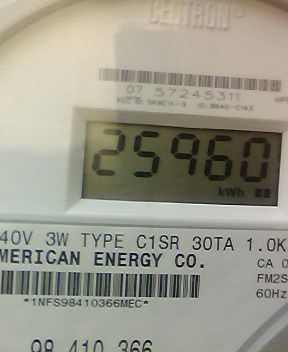 CENTRON®
07 57245311
25960
kWh
40V 3W TYPE C1SR 30TA 1.0K
MERICAN ENERGY CO.
CA 0
FM2S
60Hz
*1NFS98410366MEC*
98 410 366